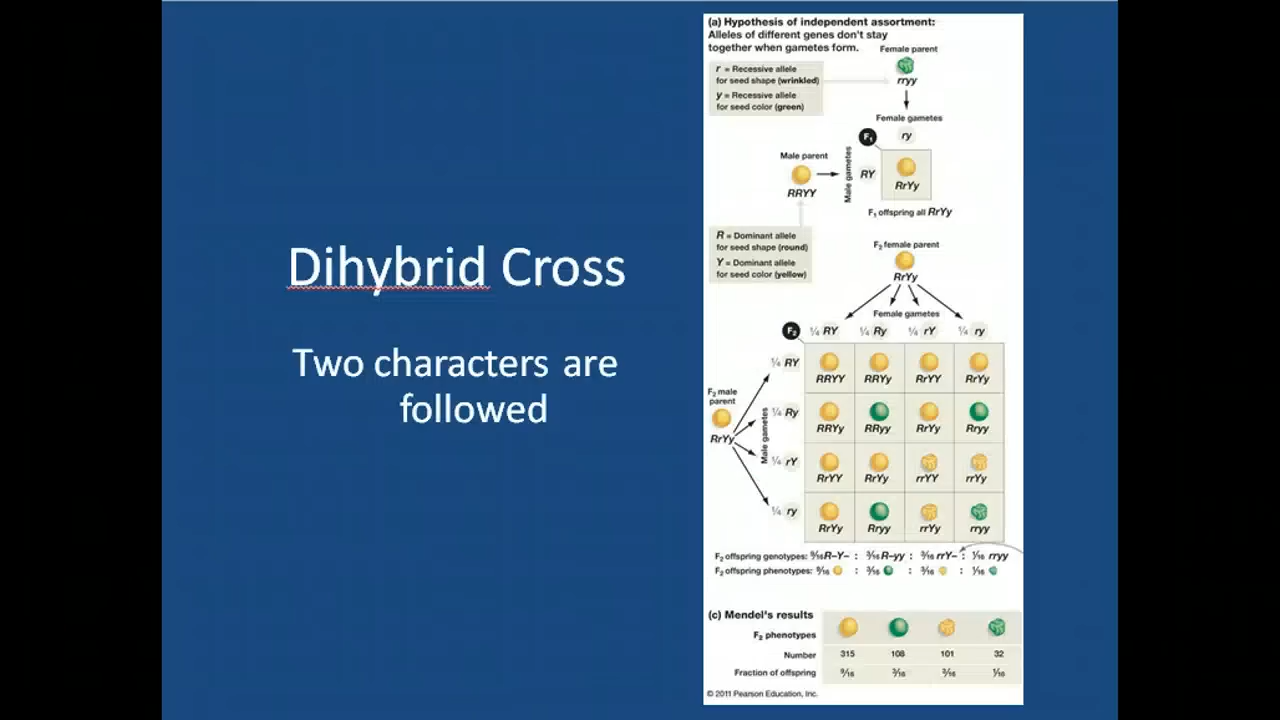 Dihybrid Cross
Two characters are
followed
(a) Hypothesis of independent assortment:
Alleles of different genes don't stay
together when gametes form.
Female parent
rryy
r = Recessive allele
for seed shape (wrinkled)
y = Recessive allele
for seed color (green)
Female gametes
F₁
ry
Male parent
RRYY
Male gametes
RY
RrYy
F₁ offspring all RrYy
R = Dominant allele
for seed shape (round)
Y = Dominant allele
for seed color (yellow)
F₂ female parent
RrYy
Female gametes
F₂
¼ RY ¼ Ry ¼ rY ¼ ry
F₂ male
parent
RrYy
Male gametes
¼ RY
RRYY RRYy RrYY RrYy
¼ Ry
RRYy RRyy RrYy Rryy
¼ rY
RrYY RrYy rrYY rrYy
¼ ry
RrYy Rryy rrYy rryy
F₂ offspring genotypes: 9/16 R–Y– : 3/16 R–yy : 3/16 rrY– : 1/16 rryy
F₂ offspring phenotypes: 9/16 : 3/16 : 3/16 : 1/16
(c) Mendel's results
F₂ phenotypes
Number 315 108 101 32
Fraction of offspring 9/16 3/16 3/16 1/16
© 2011 Pearson Education, Inc.